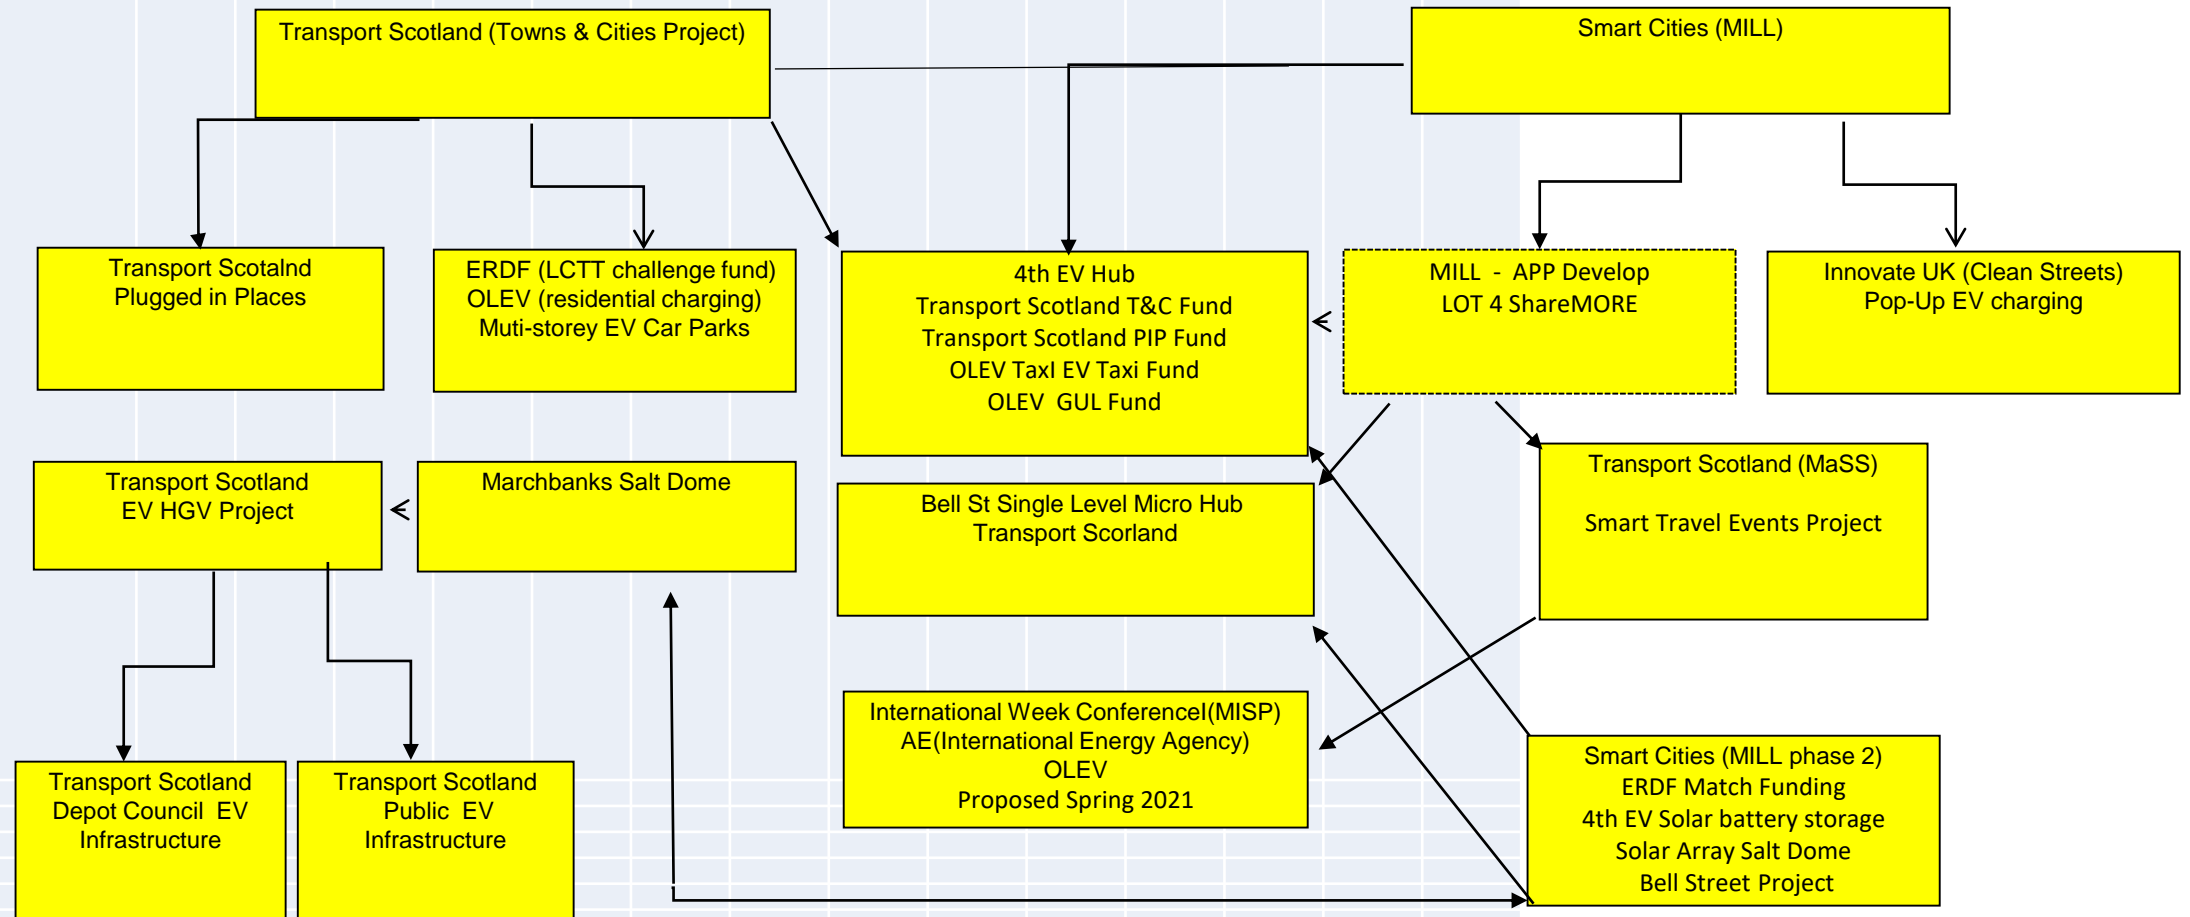 Transport Scotland (Towns & Cities Project)
Smart Cities (MILL)
Transport Scotalnd
Plugged in Places
ERDF (LCTT challenge fund)
OLEV (residential charging)
Muti-storey EV Car Parks
4th EV Hub
Transport Scotland T&C Fund
Transport Scotland PIP Fund
OLEV TaxI EV Taxi Fund
OLEV GUL Fund
MILL - APP Develop
LOT 4 ShareMORE
Innovate UK (Clean Streets)
Pop-Up EV charging
Transport Scotland
EV HGV Project
Marchbanks Salt Dome
Bell St Single Level Micro Hub
Transport Scorland
Transport Scotland (MaSS)
Smart Travel Events Project
International Week ConferenceI(MISP)
AE(International Energy Agency)
OLEV
Proposed Spring 2021
Smart Cities (MILL phase 2)
ERDF Match Funding
4th EV Solar battery storage
Solar Array Salt Dome
Bell Street Project
Transport Scotland
Depot Council EV
Infrastructure
Transport Scotland
Public EV
Infrastructure